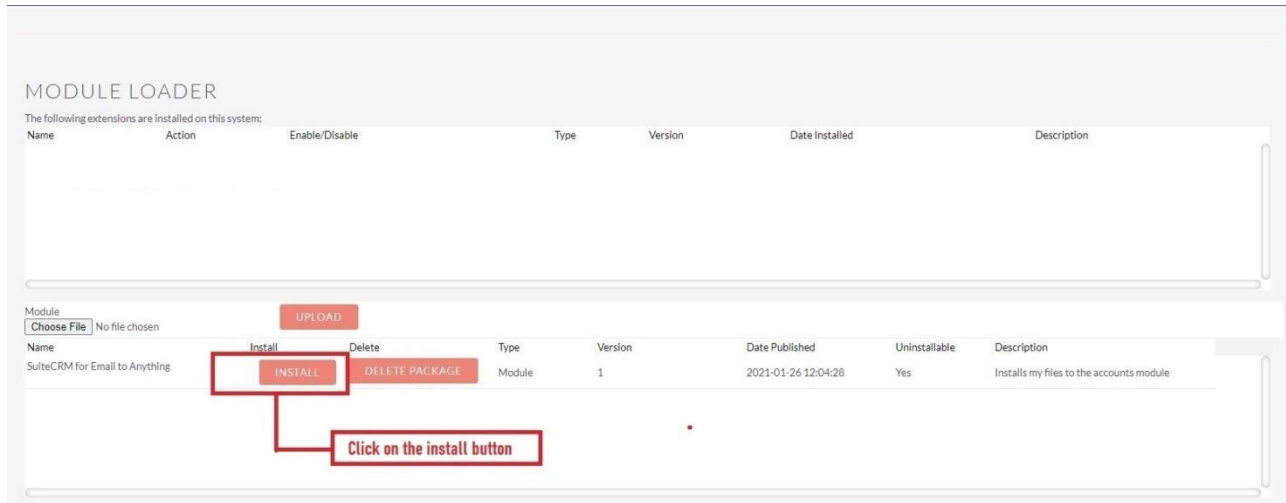 MODULE LOADER
The following extensions are installed on this system:
Name Action Enable/Disable Type Version Date Installed Description
Module
Choose File No file chosen UPLOAD
Name Install Delete Type Version Date Published Uninstallable Description
SuiteCRM for Email to Anything INSTALL DELETE PACKAGE Module 1 2021-01-26 12:04:28 Yes Installs my files to the accounts module
Click on the install button